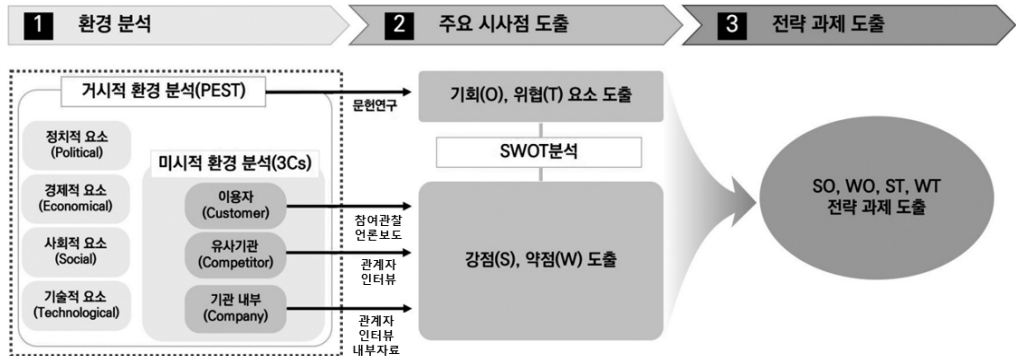 1 환경 분석
2 주요 시사점 도출
3 전략 과제 도출
거시적 환경 분석(PEST)
정치적 요소
(Political)
경제적 요소
(Economical)
사회적 요소
(Social)
기술적 요소
(Technological)
미시적 환경 분석(3Cs)
이용자
(Customer)
유사기관
(Competitor)
기관 내부
(Company)
문헌연구
참여관찰
언론보도
관계자
인터뷰
관계자
인터뷰
내부자료
기회(O), 위협(T) 요소 도출
SWOT분석
강점(S), 약점(W) 도출
SO, WO, ST, WT
전략 과제 도출